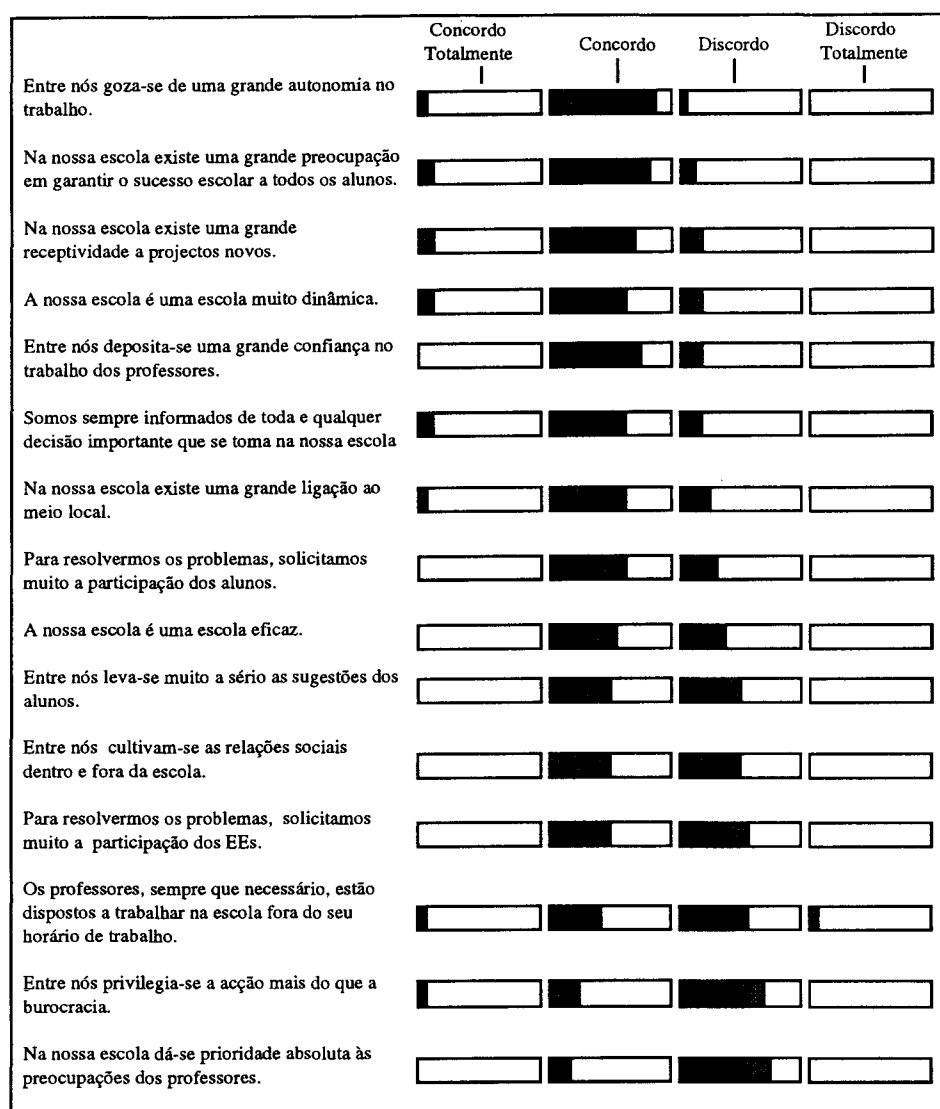 Concordo Totalmente
Concordo
Discordo
Discordo Totalmente
Entre nós goza-se de uma grande autonomia no
trabalho.
Na nossa escola existe uma grande preocupação
em garantir o sucesso escolar a todos os alunos.
Na nossa escola existe uma grande
receptividade a projectos novos.
A nossa escola é uma escola muito dinâmica.
Entre nós deposita-se uma grande confiança no
trabalho dos professores.
Somos sempre informados de toda e qualquer
decisão importante que se toma na nossa escola
Na nossa escola existe uma grande ligação ao
meio local.
Para resolvermos os problemas, solicitamos
muito a participação dos alunos.
A nossa escola é uma escola eficaz.
Entre nós leva-se muito a sério as sugestões dos
alunos.
Entre nós cultivam-se as relações sociais
dentro e fora da escola.
Para resolvermos os problemas, solicitamos
muito a participação dos EEs.
Os professores, sempre que necessário, estão
dispostos a trabalhar na escola fora do seu
horário de trabalho.
Entre nós privilegia-se a acção mais do que a
burocracia.
Na nossa escola dá-se prioridade absoluta às
preocupações dos professores.